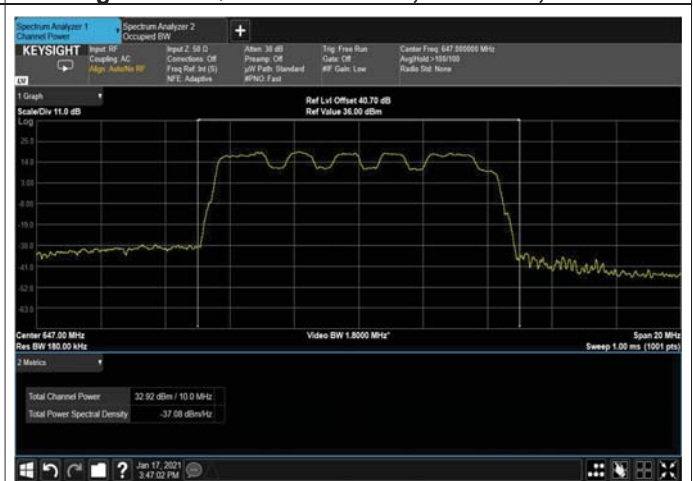 Spectrum Analyzer 1
Channel Power
Spectrum Analyzer 2
Occupied BW
+
KEYSIGHT
Input: RF
Coupling: AC
Align: Auto/No RF
Input Z: 50 Ω
Corrections: Off
Freq Ref: Int (S)
NFE: Adaptive
Atten: 30 dB
Preamp: Off
µW Path: Standard
#PNO: Fast
Trig: Free Run
Gate: Off
#IF Gain: Low
Center Freq: 647.000000 MHz
Avg|Hold:>100/100
Radio Std: None
1 Graph
Scale/Div 11.0 dB
Ref Lvl Offset 40.70 dB
Ref Value 36.00 dBm
Log
25.0
14.0
3.00
-8.00
-19.0
-30.0
-41.0
-52.0
-63.0
Center 647.00 MHz
Res BW 180.00 kHz
Video BW 1.8000 MHz*
Span 20 MHz
Sweep 1.00 ms (1001 pts)
2 Metrics
Total Channel Power 32.92 dBm / 10.0 MHz
Total Power Spectral Density -37.08 dBm/Hz
?
Jan 17, 2021
3:47:02 PM